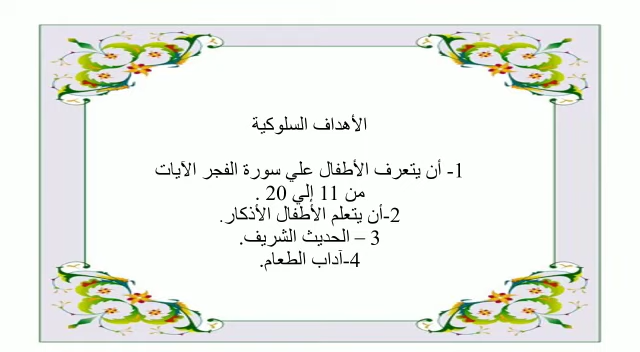 الأهداف السلوكية
1- أن يتعرف الأطفال علي سورة الفجر الآيات
من 11 إلي 20 .
2-أن يتعلم الأطفال الأذكار.
3 – الحديث الشريف.
4-آداب الطعام.